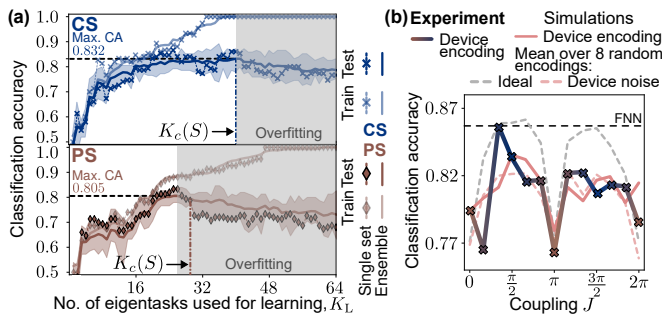 (a)
CS
Max. CA
0.832
K_c(S)
Overfitting
1.0
0.9
0.8
0.7
0.6
0.5
Classification accuracy
PS
Max. CA
0.805
K_c(S)
Overfitting
1.0
0.9
0.8
0.7
0.6
0.5
Classification accuracy
0 16 32 48 64
No. of eigentasks used for learning, K_L
Train Test
CS
PS
Train Test
Single set
Ensemble
(b) Experiment
Device
encoding
Simulations
Device encoding
Mean over 8 random
encodings:
Ideal
Device noise
FNN
0.87
0.82
0.77
Classification accuracy
0 π/2 π 3π/2 2π
Coupling J